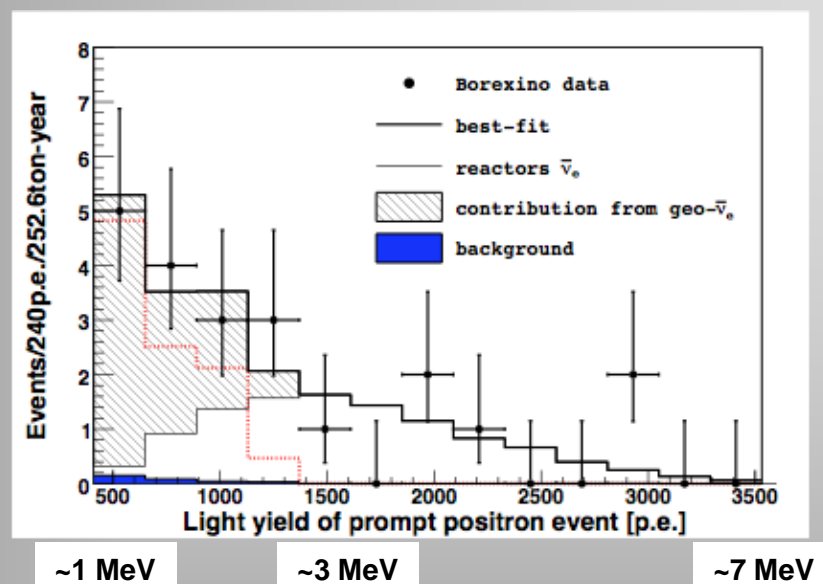 8
7
6
5
4
3
2
1
0
Events/240p.e./252.6ton-year
Borexino data
best-fit
reactors ν̅ₑ
contribution from geo-ν̅ₑ
background
500 1000 1500 2000 2500 3000 3500
Light yield of prompt positron event [p.e.]
~1 MeV ~3 MeV ~7 MeV